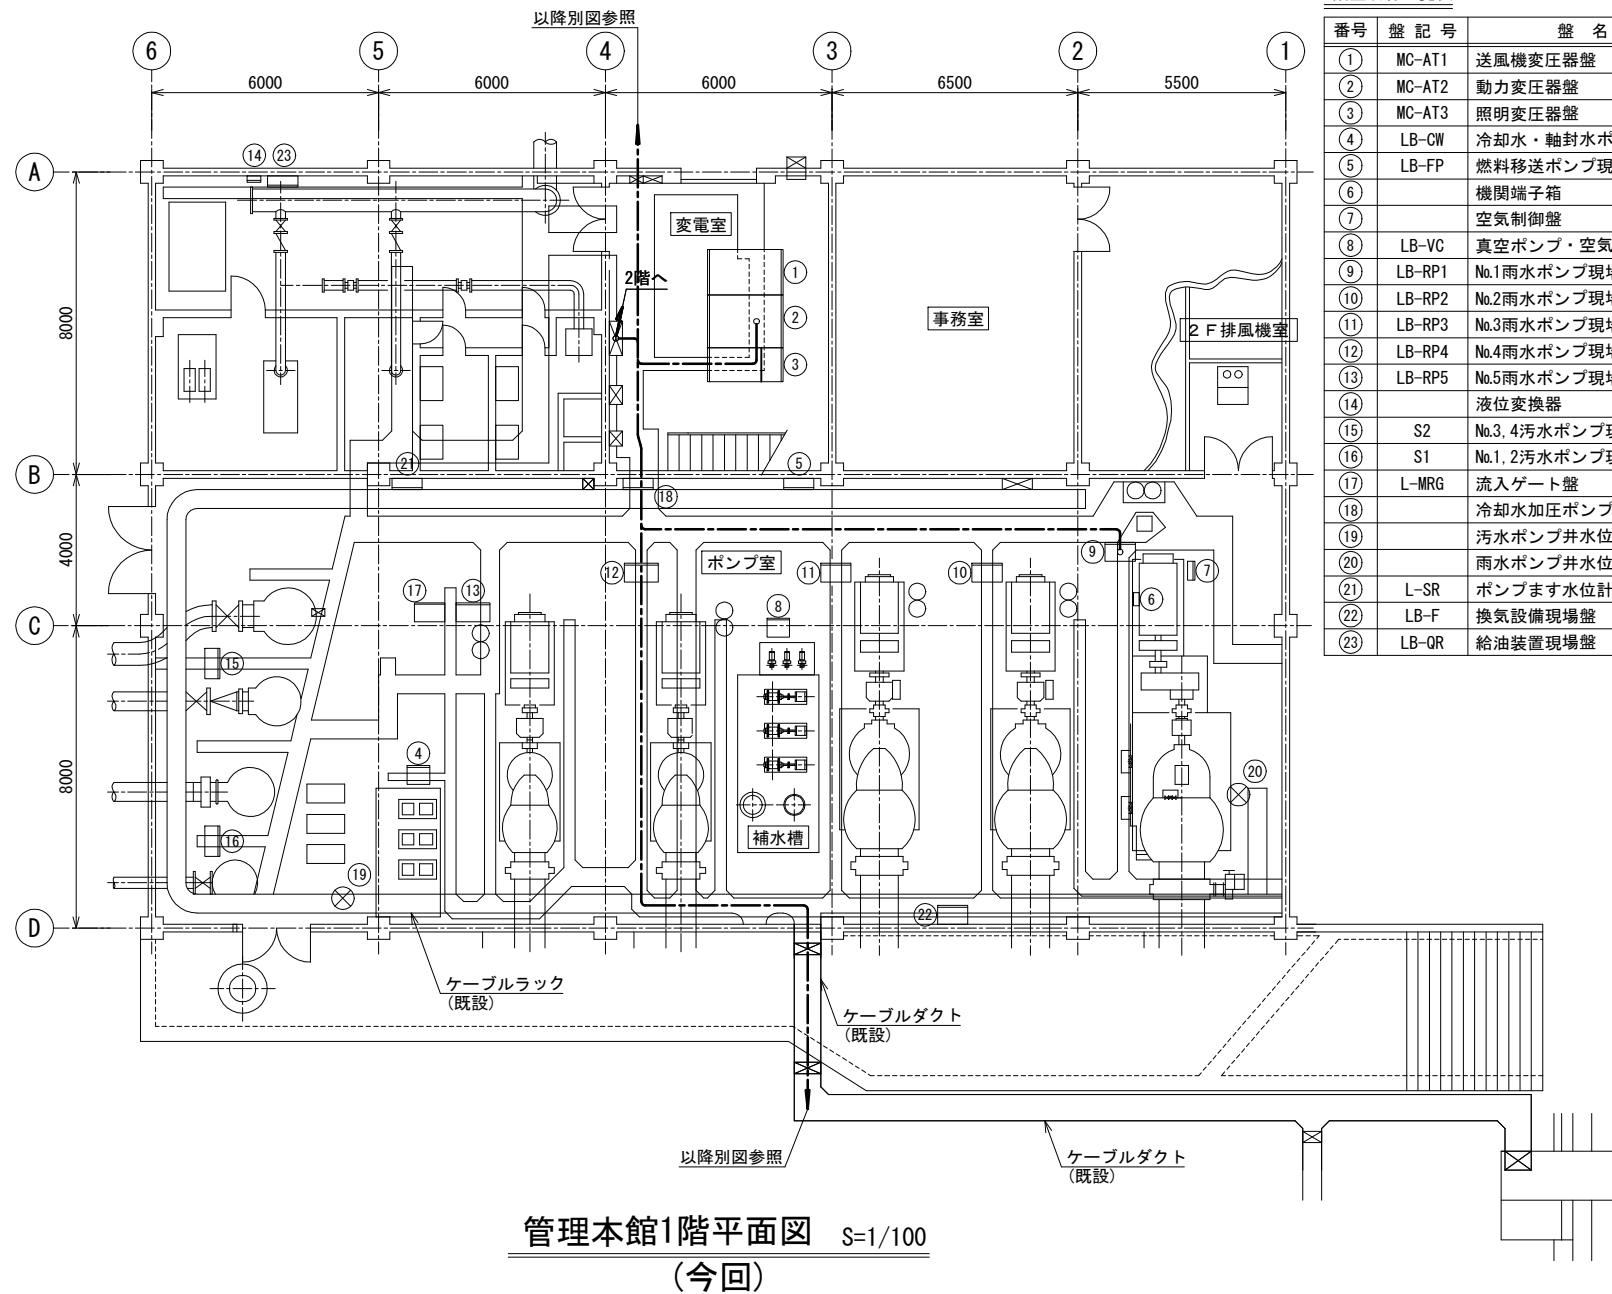 以降別図参照
6 5 4 3 2 1
6000 6000 6000 6500 5500
A
B
C
D
8000
4000
8000
14 23
変電室
1
2階へ
2
3
事務室
2F排風機室
21
5
18
ポンプ室
12
11
10
9
7
6
17 13
8
15
4
20
16
19
補水槽
22
ケーブルラック
(既設)
ケーブルダクト
(既設)
以降別図参照
ケーブルダクト
(既設)
管理本館1階平面図 S=1/100
(今回)
番号 盤記号 盤 名
1 MC-AT1 送風機変圧器盤
2 MC-AT2 動力変圧器盤
3 MC-AT3 照明変圧器盤
4 LB-CW 冷却水・軸封水ポ
5 LB-FP 燃料移送ポンプ現
6 機関端子箱
7 空気制御盤
8 LB-VC 真空ポンプ・空気
9 LB-RP1 №1雨水ポンプ現場
10 LB-RP2 №2雨水ポンプ現場
11 LB-RP3 №3雨水ポンプ現場
12 LB-RP4 №4雨水ポンプ現場
13 LB-RP5 №5雨水ポンプ現場
14 液位変換器
15 S2 №3,4汚水ポンプ現
16 S1 №1,2汚水ポンプ現
17 L-MRG 流入ゲート盤
18 冷却水加圧ポンプ
19 汚水ポンプ井水位
20 雨水ポンプ井水位
21 L-SR ポンプます水位計
22 LB-F 換気設備現場盤
23 LB-QR 給油装置現場盤